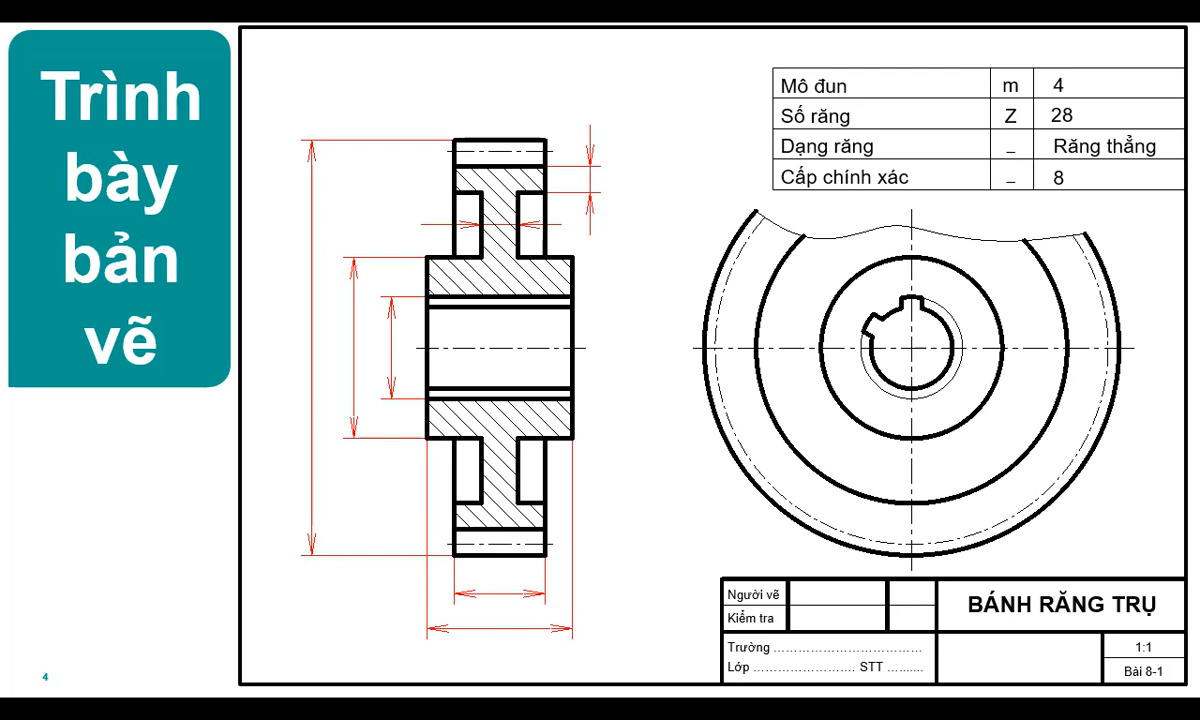 Trình
bày
bản
vẽ
Mô đun m 4
Số răng Z 28
Dạng răng – Răng thẳng
Cấp chính xác – 8
Người vẽ
Kiểm tra
BÁNH RĂNG TRỤ
Trường ……………………………
Lớp ……………………. STT ….......
1:1
Bài 8-1
4